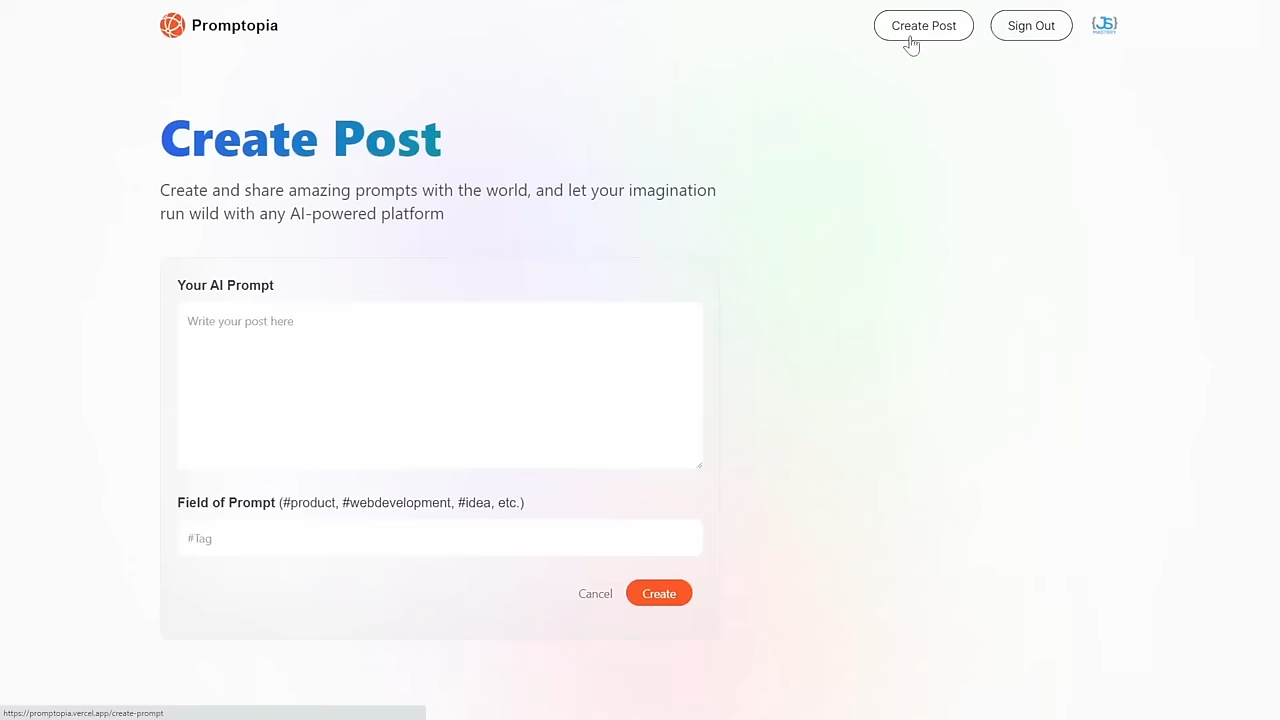 Promptopia
Create Post
Sign Out
{JS}
MASTERY
Create Post
Create and share amazing prompts with the world, and let your imagination
run wild with any AI-powered platform
Your AI Prompt
Write your post here
Field of Prompt (#product, #webdevelopment, #idea, etc.)
#Tag
Cancel
Create
https://promptopia.vercel.app/create-prompt